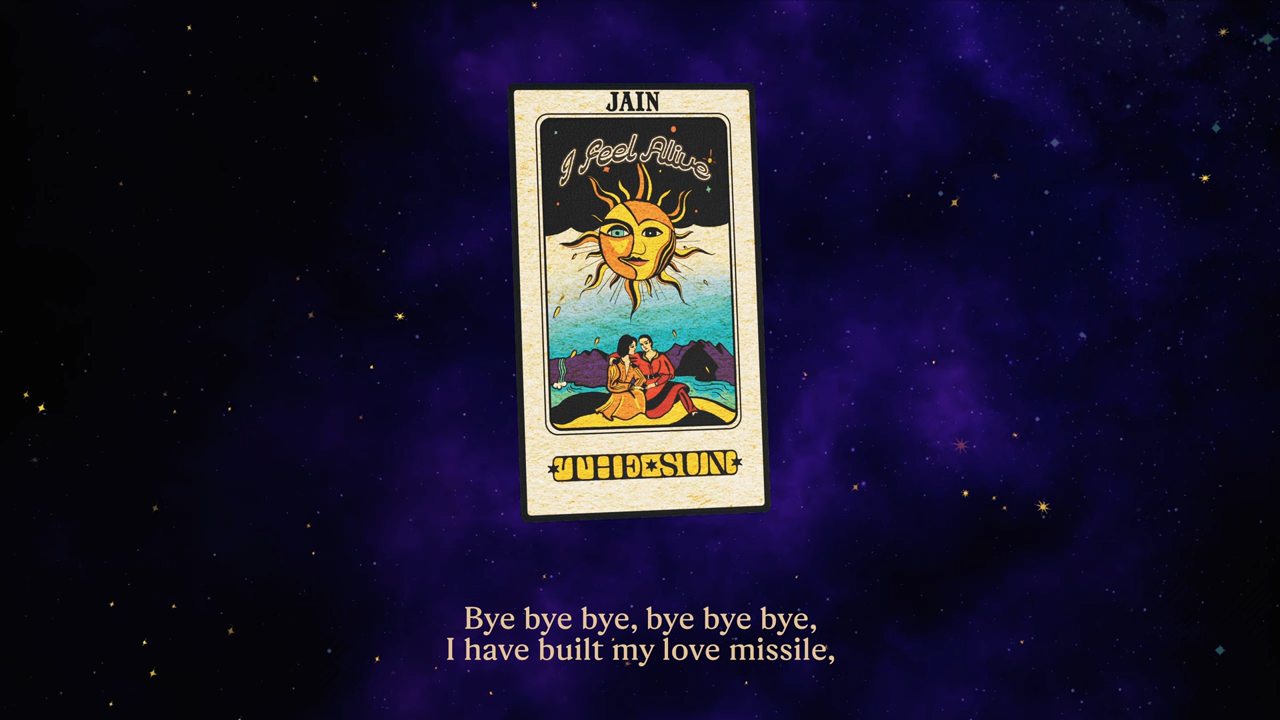 JAIN
I Feel Alive
THE SUN
Bye bye bye, bye bye bye,
I have built my love missile,